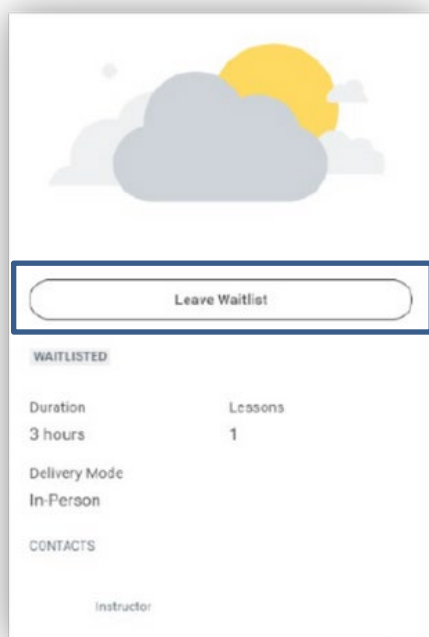 Leave Waitlist
WAITLISTED
Duration
Lessons
3 hours
1
Delivery Mode
In-Person
CONTACTS
Instructor